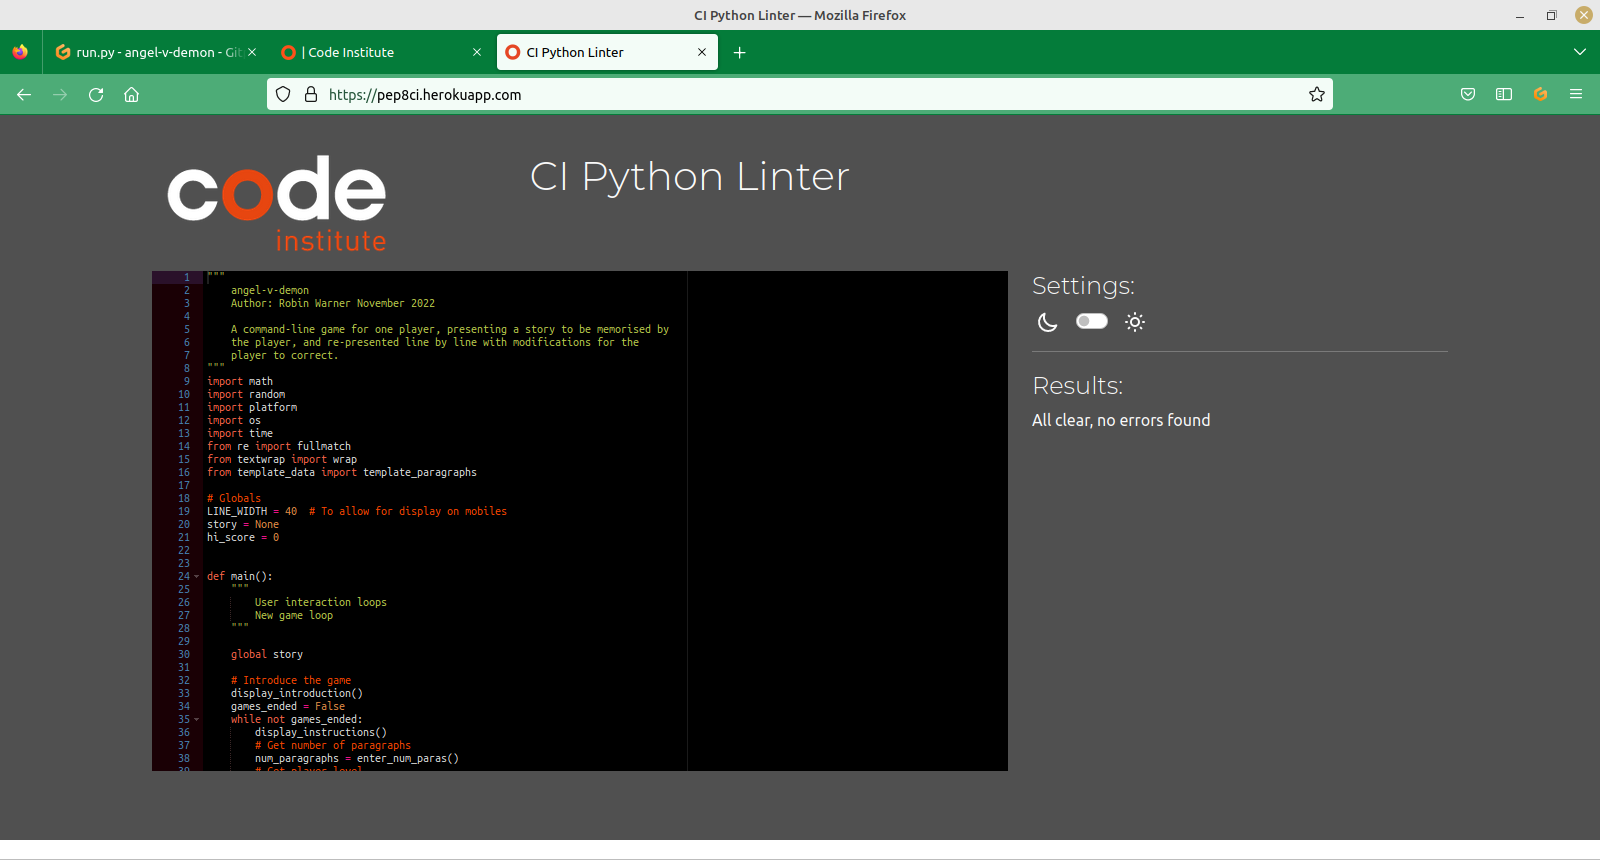 CI Python Linter — Mozilla Firefox
run.py - angel-v-demon - Git
| Code Institute
CI Python Linter
https://pep8ci.herokuapp.com
code
institute
CI Python Linter
1 """
2 angel-v-demon
3 Author: Robin Warner November 2022
4
5 A command-line game for one player, presenting a story to be memorised by
6 the player, and re-presented line by line with modifications for the
7 player to correct.
8 """
9 import math
10 import random
11 import platform
12 import os
13 import time
14 from re import fullmatch
15 from textwrap import wrap
16 from template_data import template_paragraphs
17
18 # Globals
19 LINE_WIDTH = 40  # To allow for display on mobiles
20 story = None
21 hi_score = 0
22
23
24 def main():
25 """
26 User interaction loops
27 New game loop
28 """
29
30 global story
31
32 # Introduce the game
33 display_introduction()
34 games_ended = False
35 while not games_ended:
36 display_instructions()
37 # Get number of paragraphs
38 num_paragraphs = enter_num_paras()
39 # Get player level
Settings:
Results:
All clear, no errors found